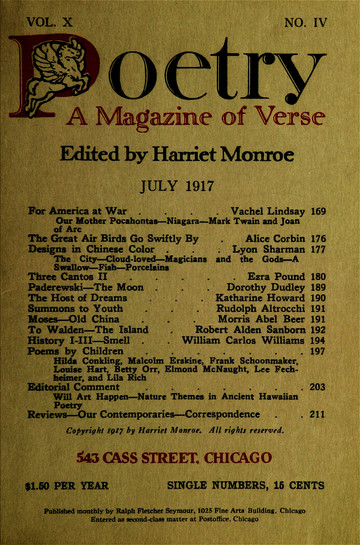 VOL. X NO. IV
Poetry
A Magazine of Verse
Edited by Harriet Monroe
JULY 1917
For America at War . . . Vachel Lindsay 169
Our Mother Pocahontas—Niagara—Mark Twain and Joan
of Arc
The Great Air Birds Go Swiftly By . Alice Corbin 176
Designs in Chinese Color . . Lyon Sharman 177
The City—Cloud-loved—Magicians and the Gods—A
Swallow—Fish—Porcelains
Three Cantos II . . . . Ezra Pound 180
Paderewski—The Moon . . Dorothy Dudley 189
The Host of Dreams . . Katharine Howard 190
Summons to Youth . . Rudolph Altrocchi 191
Moses—Old China . . Morris Abel Beer 191
To Walden—The Island . Robert Alden Sanborn 192
History I-III—Smell . William Carlos Williams 194
Poems by Children . . . . . 197
Hilda Conkling, Malcolm Erskine, Frank Schoonmaker,
Louise Hart, Betty Orr, Elmond McNaught, Lee Fech-
heimer, and Lila Rich
Editorial Comment . . . . . 203
Will Art Happen—Nature Themes in Ancient Hawaiian
Poetry
Reviews—Our Contemporaries—Correspondence . . 211
Copyright 1917 by Harriet Monroe. All rights reserved.
543 CASS STREET, CHICAGO
$1.50 PER YEAR SINGLE NUMBERS, 15 CENTS
Published monthly by Ralph Fletcher Seymour, 1025 Fine Arts Building, Chicago
Entered as second-class matter at Postoffice, Chicago